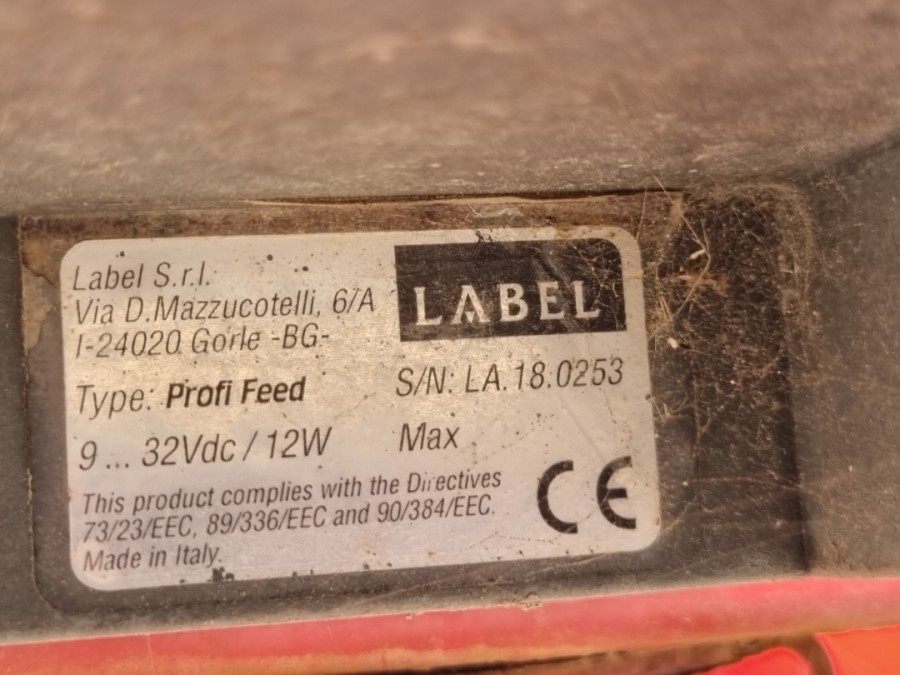 Label S.r.l.
Via D.Mazzucotelli, 6/A
I-24020 Gorle -BG-
LABEL
Type: Profi Feed
S/N: LA.18.0253
9 ... 32Vdc / 12W Max
This product complies with the Directives
73/23/EEC, 89/336/EEC and 90/384/EEC.
Made in Italy.
CE